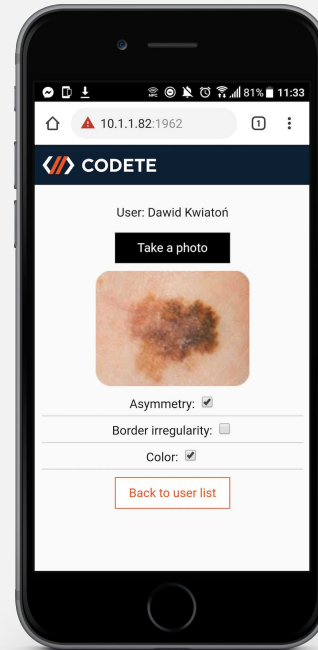 81% 11:33
10.1.1.82:1962 1
CODETE
User: Dawid Kwiatoń
Take a photo
Asymmetry:
Border irregularity:
Color:
Back to user list